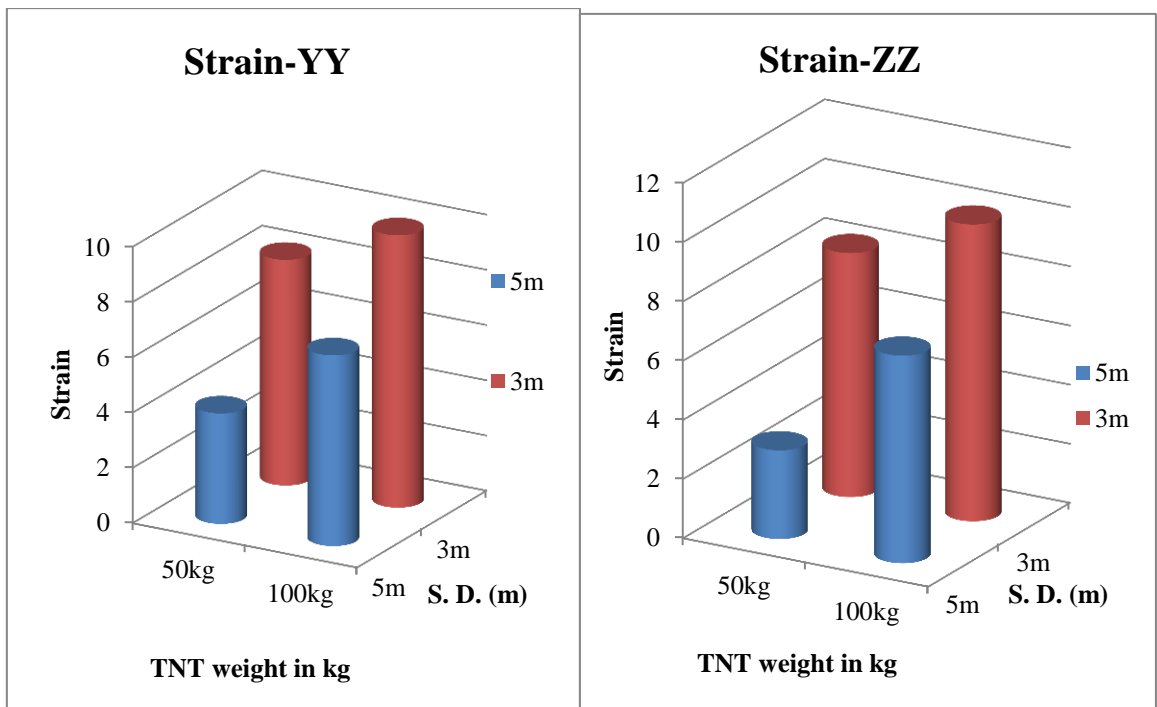 Strain-YY
10
8
6
4
2
0
Strain
50kg
100kg
5m
3m
S. D. (m)
TNT weight in kg
5m
3m
Strain-ZZ
12
10
8
6
4
2
0
Strain
50kg
100kg
5m
3m
S. D. (m)
TNT weight in kg
5m
3m